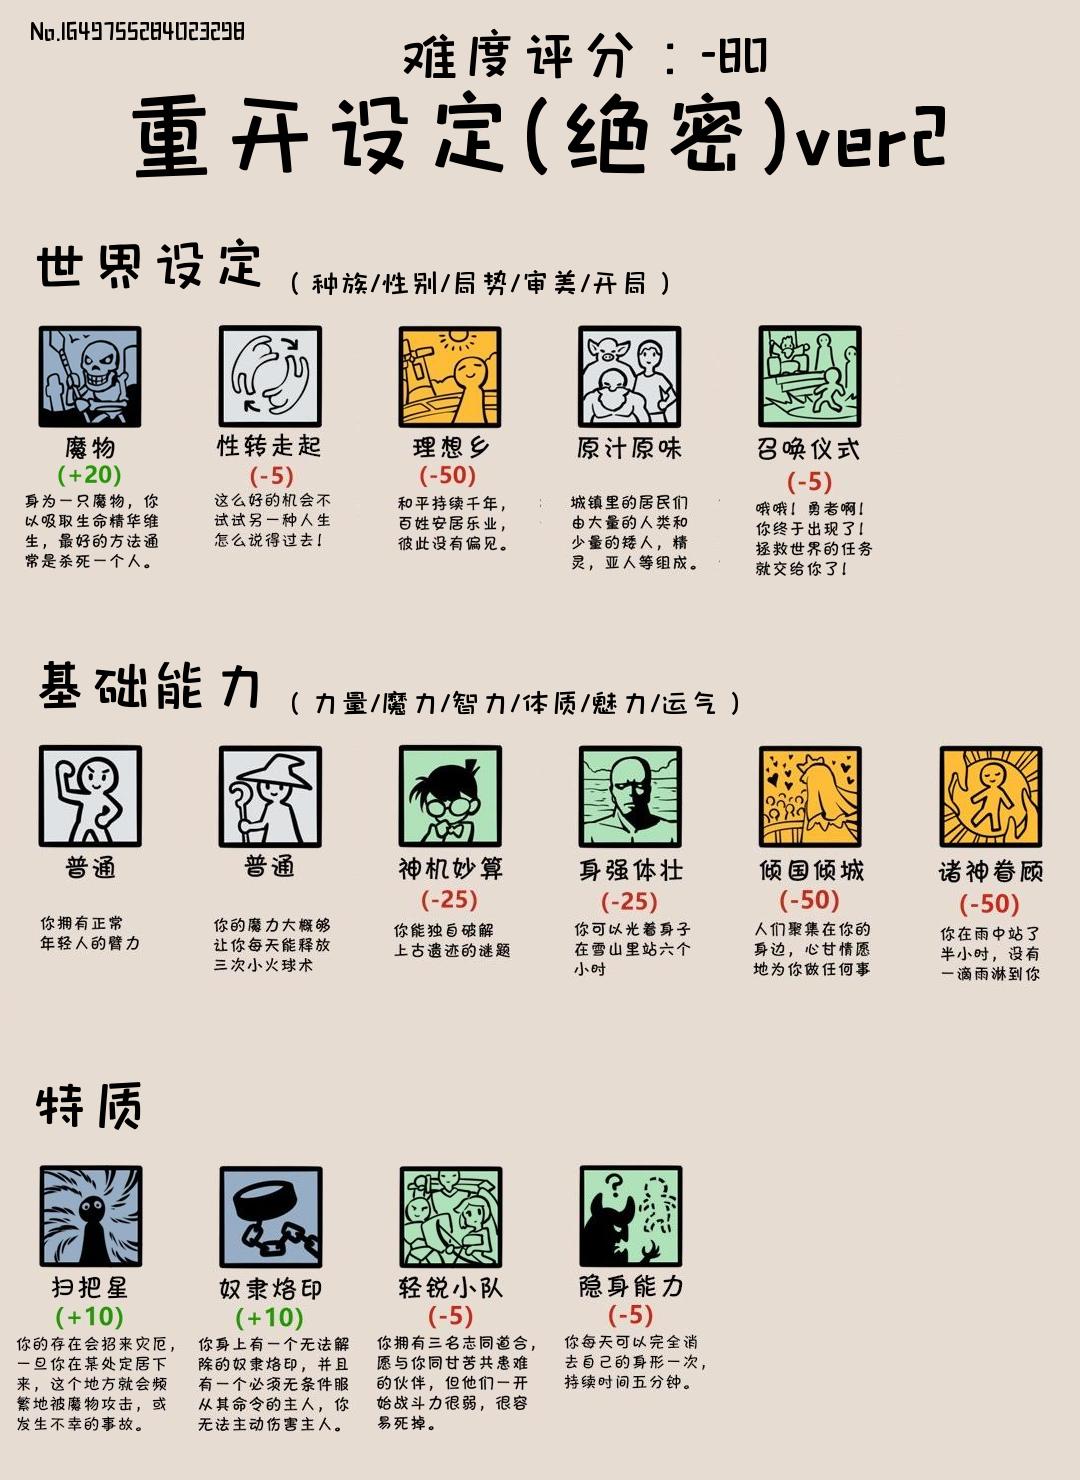 No.1649755284023298
难度评分：-80
重开设定(绝密)ver2
世界设定 (种族/性别/局势/审美/开局)
魔物
(+20)
身为一只魔物，你
以吸取生命精华维
生，最好的方法通
常是杀死一个人。
性转走起
(-5)
这么好的机会不
试试另一种人生
怎么说得过去！
理想乡
(-50)
和平持续千年，
百姓安居乐业，
彼此没有偏见。
原汁原味
城镇里的居民们
由大量的人类和
少量的矮人，精
灵，亚人等组成。
召唤仪式
(-5)
哦哦！勇者啊！
你终于出现了！
拯救世界的任务
就交给你了！
基础能力 (力量/魔力/智力/体质/魅力/运气)
普通
你拥有正常
年轻人的臂力
普通
你的魔力大概够
让你每天能释放
三次小火球术
神机妙算
(-25)
你能独自破解
上古遗迹的谜题
身强体壮
(-25)
你可以光着身子
在雪山里站六个
小时
倾国倾城
(-50)
人们聚集在你的
身边，心甘情愿
地为你做任何事
诸神眷顾
(-50)
你在雨中站了
半小时，没有
一滴雨淋到你
特质
扫把星
(+10)
你的存在会招来灾厄，
一旦你在某处定居下
来，这个地方就会频
繁地被魔物攻击，或
发生不幸的事故。
奴隶烙印
(+10)
你身上有一个无法解
除的奴隶烙印，并且
有一个必须无条件服
从其命令的主人，你
无法主动伤害主人。
轻锐小队
(-5)
你拥有三名志同道合，
愿与你同甘苦共患难
的伙伴，但他们一开
始战斗力很弱，很容
易死掉。
隐身能力
(-5)
你每天可以完全消
去自己的身形一次，
持续时间五分钟。